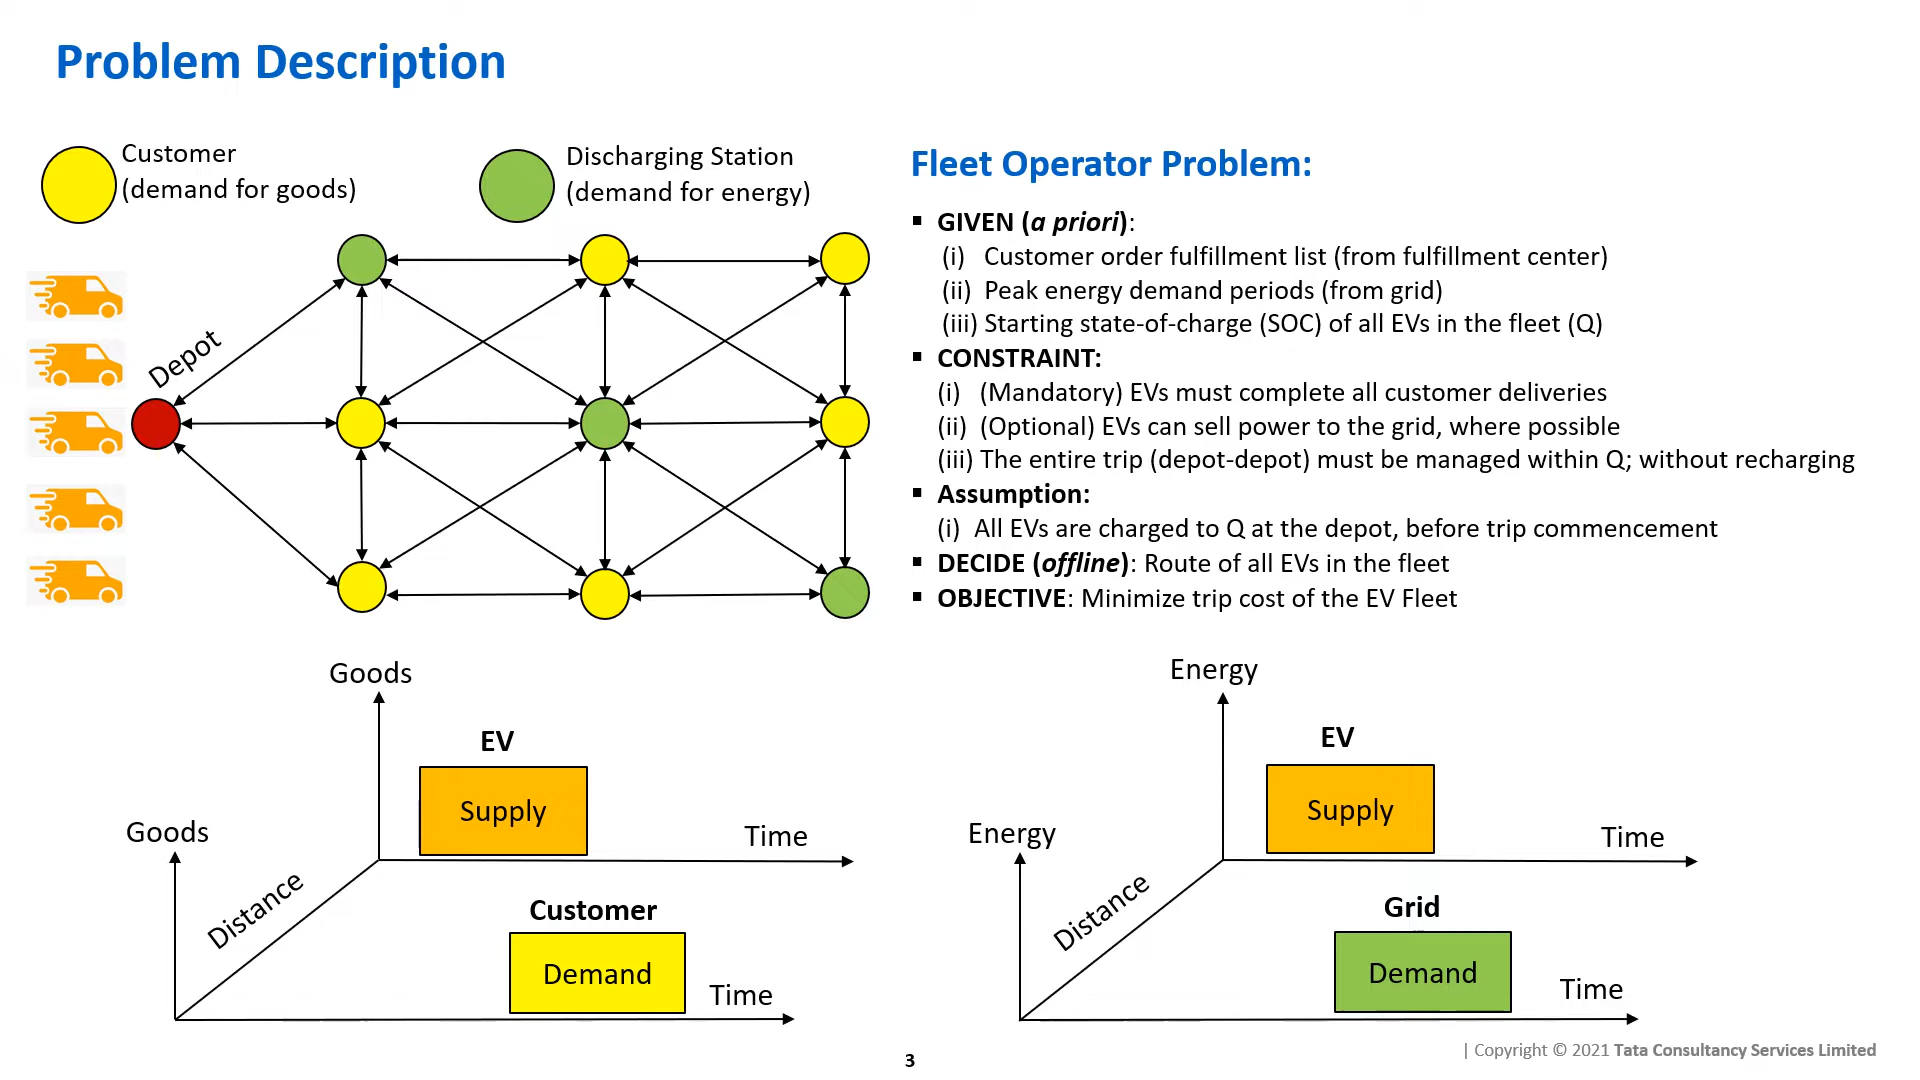 Problem Description
Customer
(demand for goods)
Discharging Station
(demand for energy)
Depot
Fleet Operator Problem:
▪ GIVEN (a priori):
(i) Customer order fulfillment list (from fulfillment center)
(ii) Peak energy demand periods (from grid)
(iii) Starting state-of-charge (SOC) of all EVs in the fleet (Q)
▪ CONSTRAINT:
(i) (Mandatory) EVs must complete all customer deliveries
(ii) (Optional) EVs can sell power to the grid, where possible
(iii) The entire trip (depot-depot) must be managed within Q; without recharging
▪ Assumption:
(i) All EVs are charged to Q at the depot, before trip commencement
▪ DECIDE (offline): Route of all EVs in the fleet
▪ OBJECTIVE: Minimize trip cost of the EV Fleet
Goods
EV
Supply
Time
Goods
Distance
Customer
Demand
Time
Energy
EV
Supply
Time
Energy
Distance
Grid
Demand
Time
3
| Copyright © 2021 Tata Consultancy Services Limited